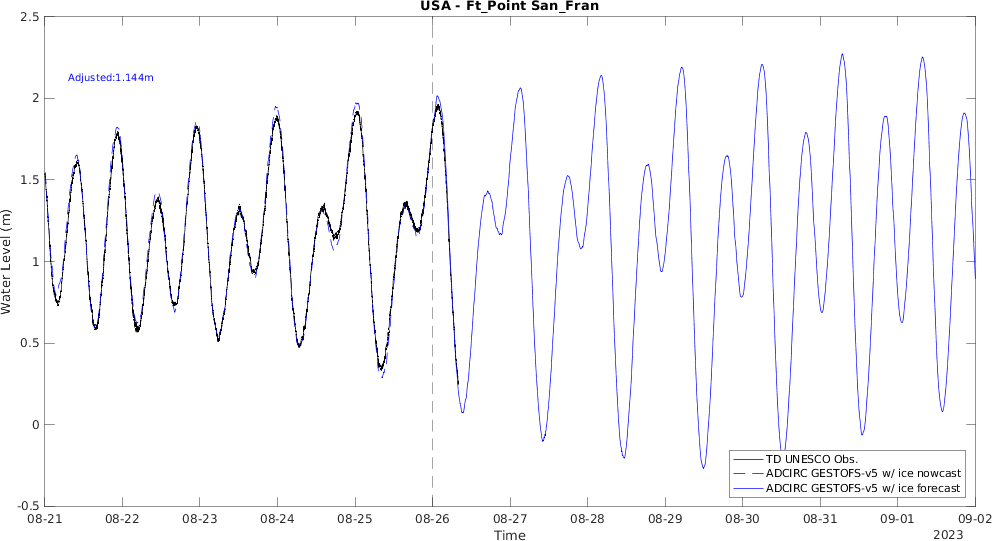 USA - Ft_Point San_Fran
2.5
Adjusted:1.144m
2
1.5
1
0.5
0
-0.5
Water Level (m)
TD UNESCO Obs.
ADCIRC GESTOFS-v5 w/ ice nowcast
ADCIRC GESTOFS-v5 w/ ice forecast
08-21 08-22 08-23 08-24 08-25 08-26 08-27 08-28 08-29 08-30 08-31 09-01 09-02
Time
2023